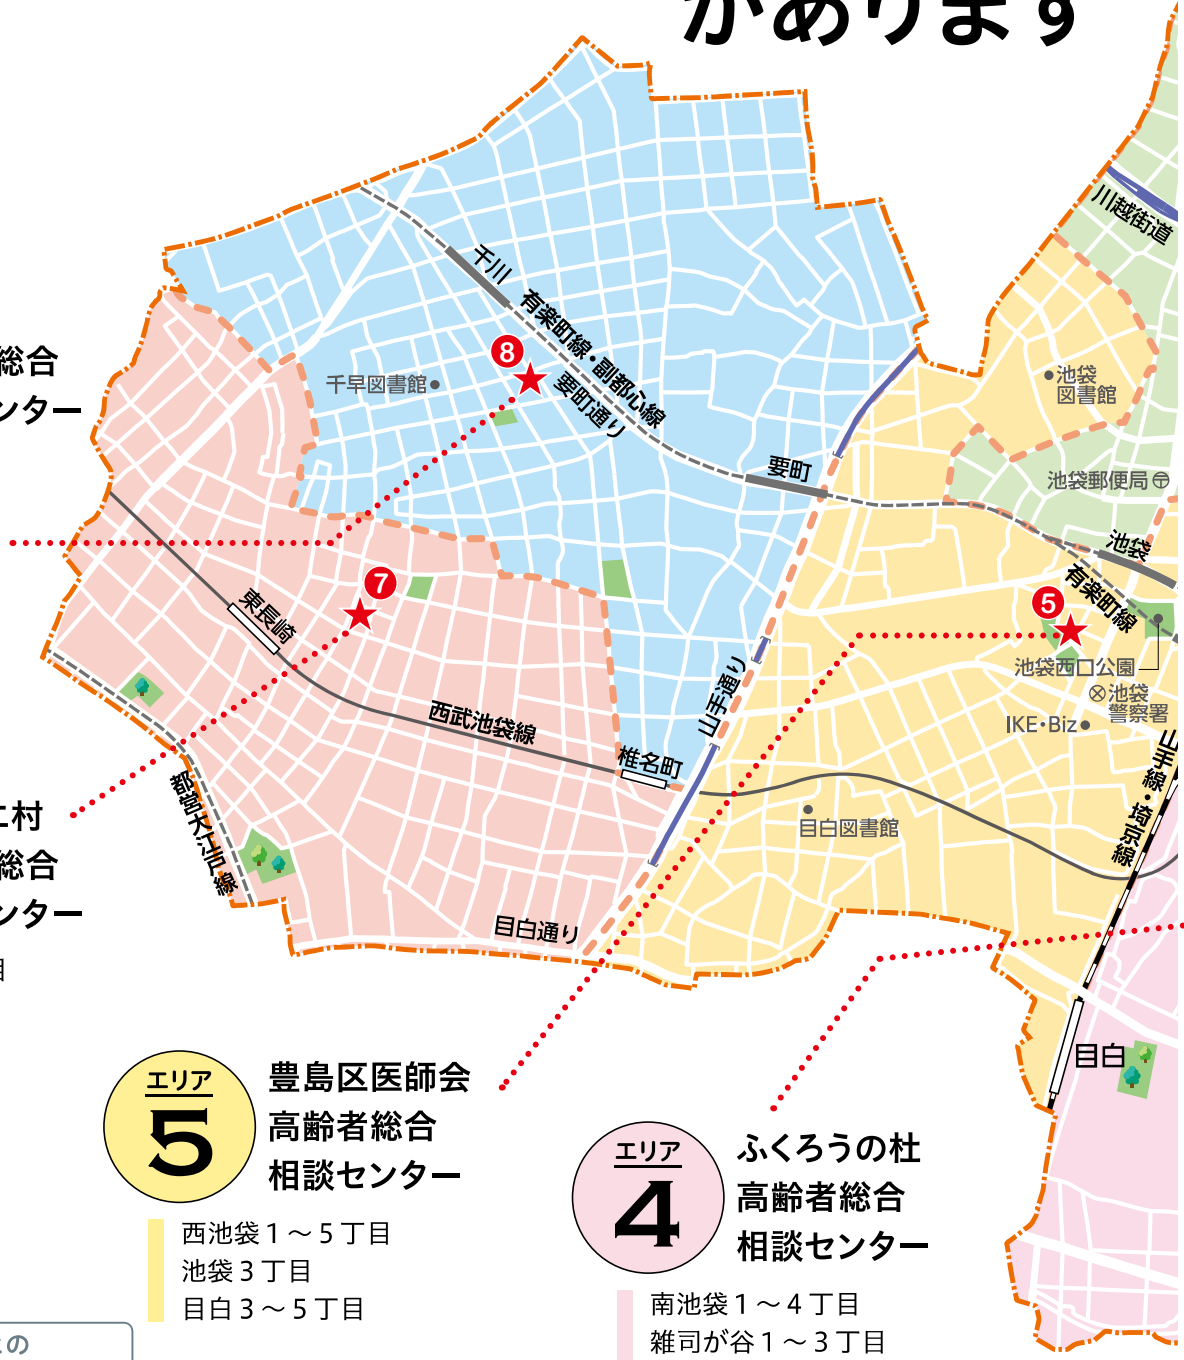 があります
川越街道
千川
有楽町線・副都心線
8
要町通り
千早図書館
池袋
図書館
総合
ンター
要町
池袋郵便局
池袋
有楽町線
7
5
東長崎
池袋西口公園
池袋
警察署
IKE・Biz
山手通り
西武池袋線
椎名町
山手線・埼京線
都営大江戸線
目白図書館
二村
総合
ンター
目白通り
目
目白
エリア
5
豊島区医師会
高齢者総合
相談センター
西池袋1～5丁目
池袋3丁目
目白3～5丁目
エリア
4
ふくろうの杜
高齢者総合
相談センター
南池袋1～4丁目
雑司が谷1～3丁目
との